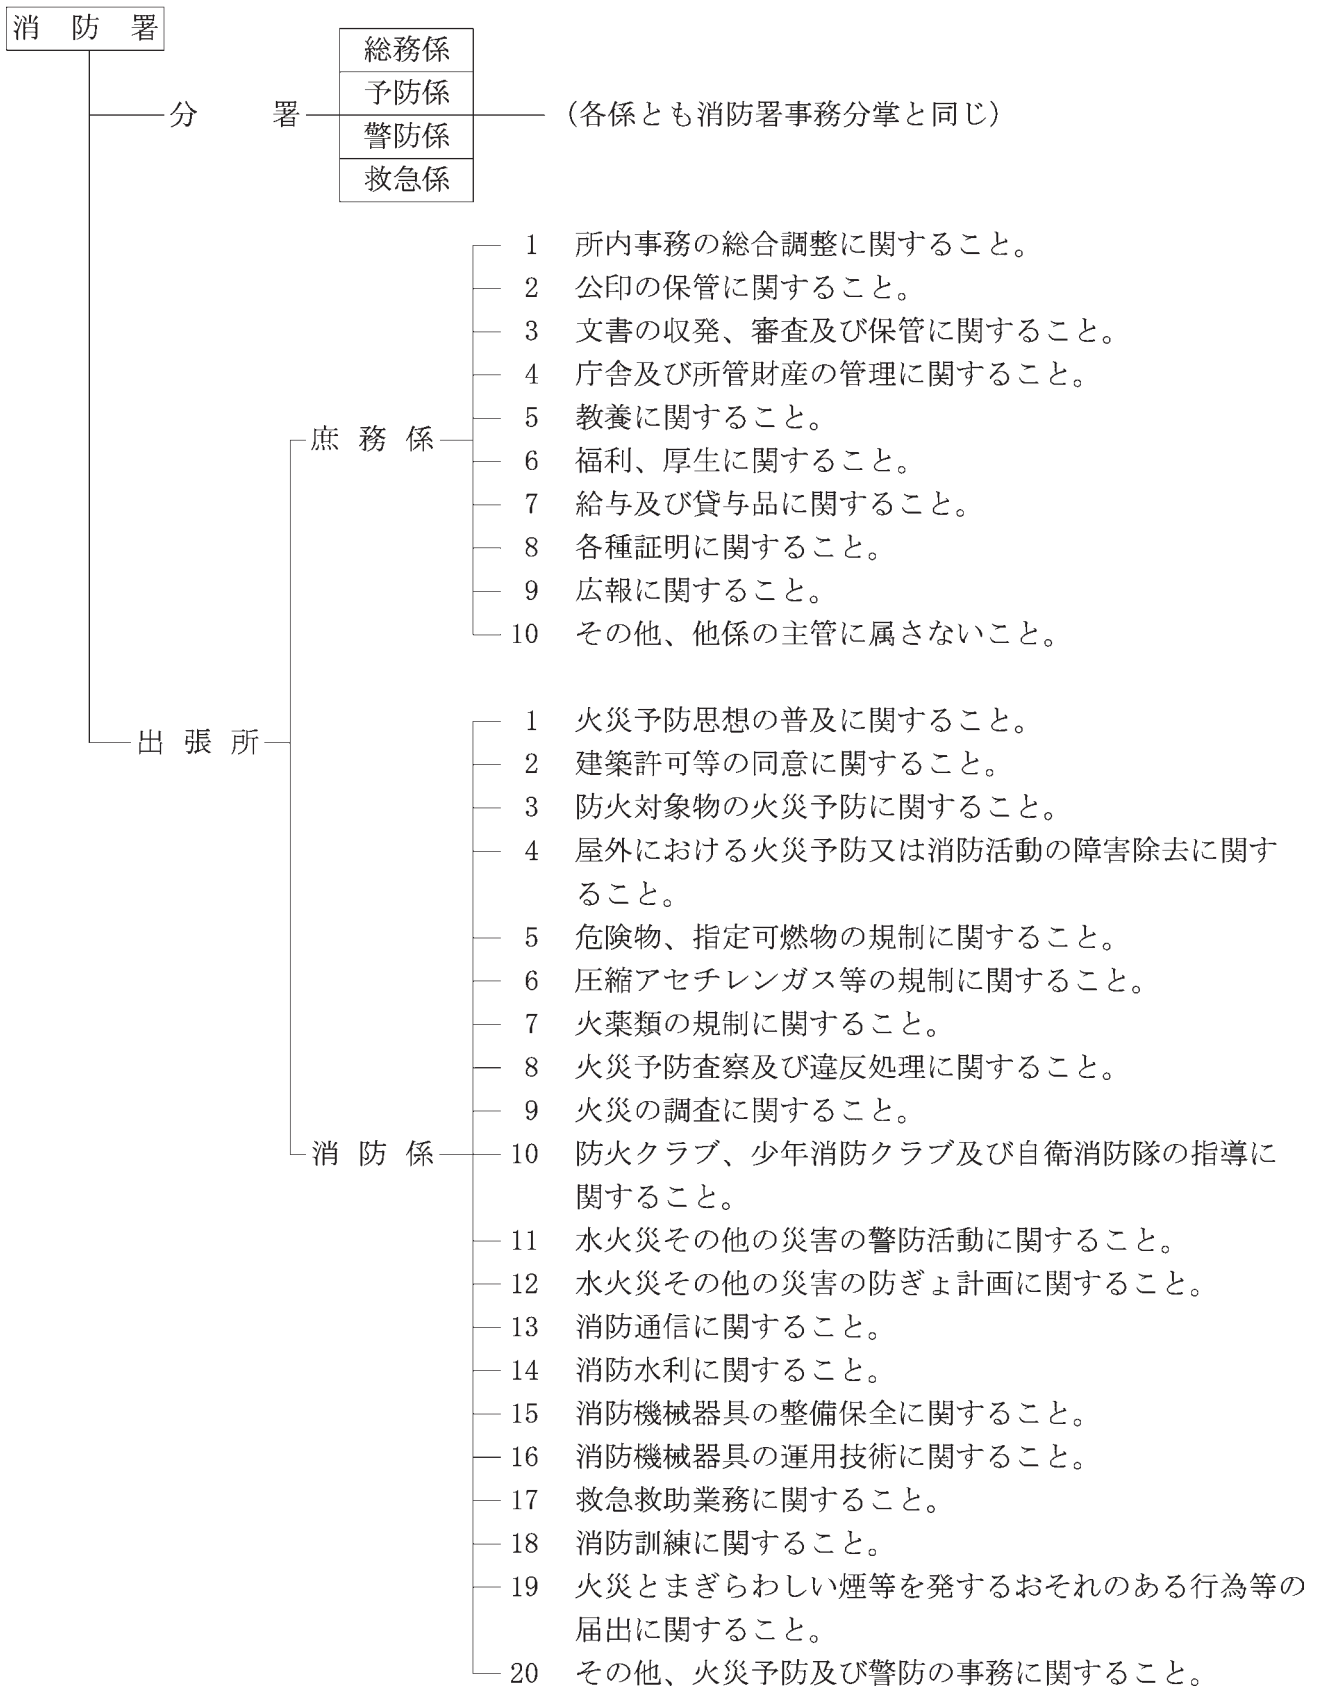 消防署
総務係
予防係
分署
(各係とも消防署事務分掌と同じ)
警防係
救急係
1 所内事務の総合調整に関すること。
2 公印の保管に関すること。
3 文書の収発、審査及び保管に関すること。
4 庁舎及び所管財産の管理に関すること。
5 教養に関すること。
庶務係
6 福利、厚生に関すること。
7 給与及び貸与品に関すること。
8 各種証明に関すること。
9 広報に関すること。
10 その他、他係の主管に属さないこと。
出張所
1 火災予防思想の普及に関すること。
2 建築許可等の同意に関すること。
3 防火対象物の火災予防に関すること。
4 屋外における火災予防又は消防活動の障害除去に関す
ること。
5 危険物、指定可燃物の規制に関すること。
6 圧縮アセチレンガス等の規制に関すること。
7 火薬類の規制に関すること。
8 火災予防査察及び違反処理に関すること。
9 火災の調査に関すること。
消防係
10 防火クラブ、少年消防クラブ及び自衛消防隊の指導に
関すること。
11 水火災その他の災害の警防活動に関すること。
12 水火災その他の災害の防ぎょ計画に関すること。
13 消防通信に関すること。
14 消防水利に関すること。
15 消防機械器具の整備保全に関すること。
16 消防機械器具の運用技術に関すること。
17 救急救助業務に関すること。
18 消防訓練に関すること。
19 火災とまぎらわしい煙等を発するおそれのある行為等の
届出に関すること。
20 その他、火災予防及び警防の事務に関すること。